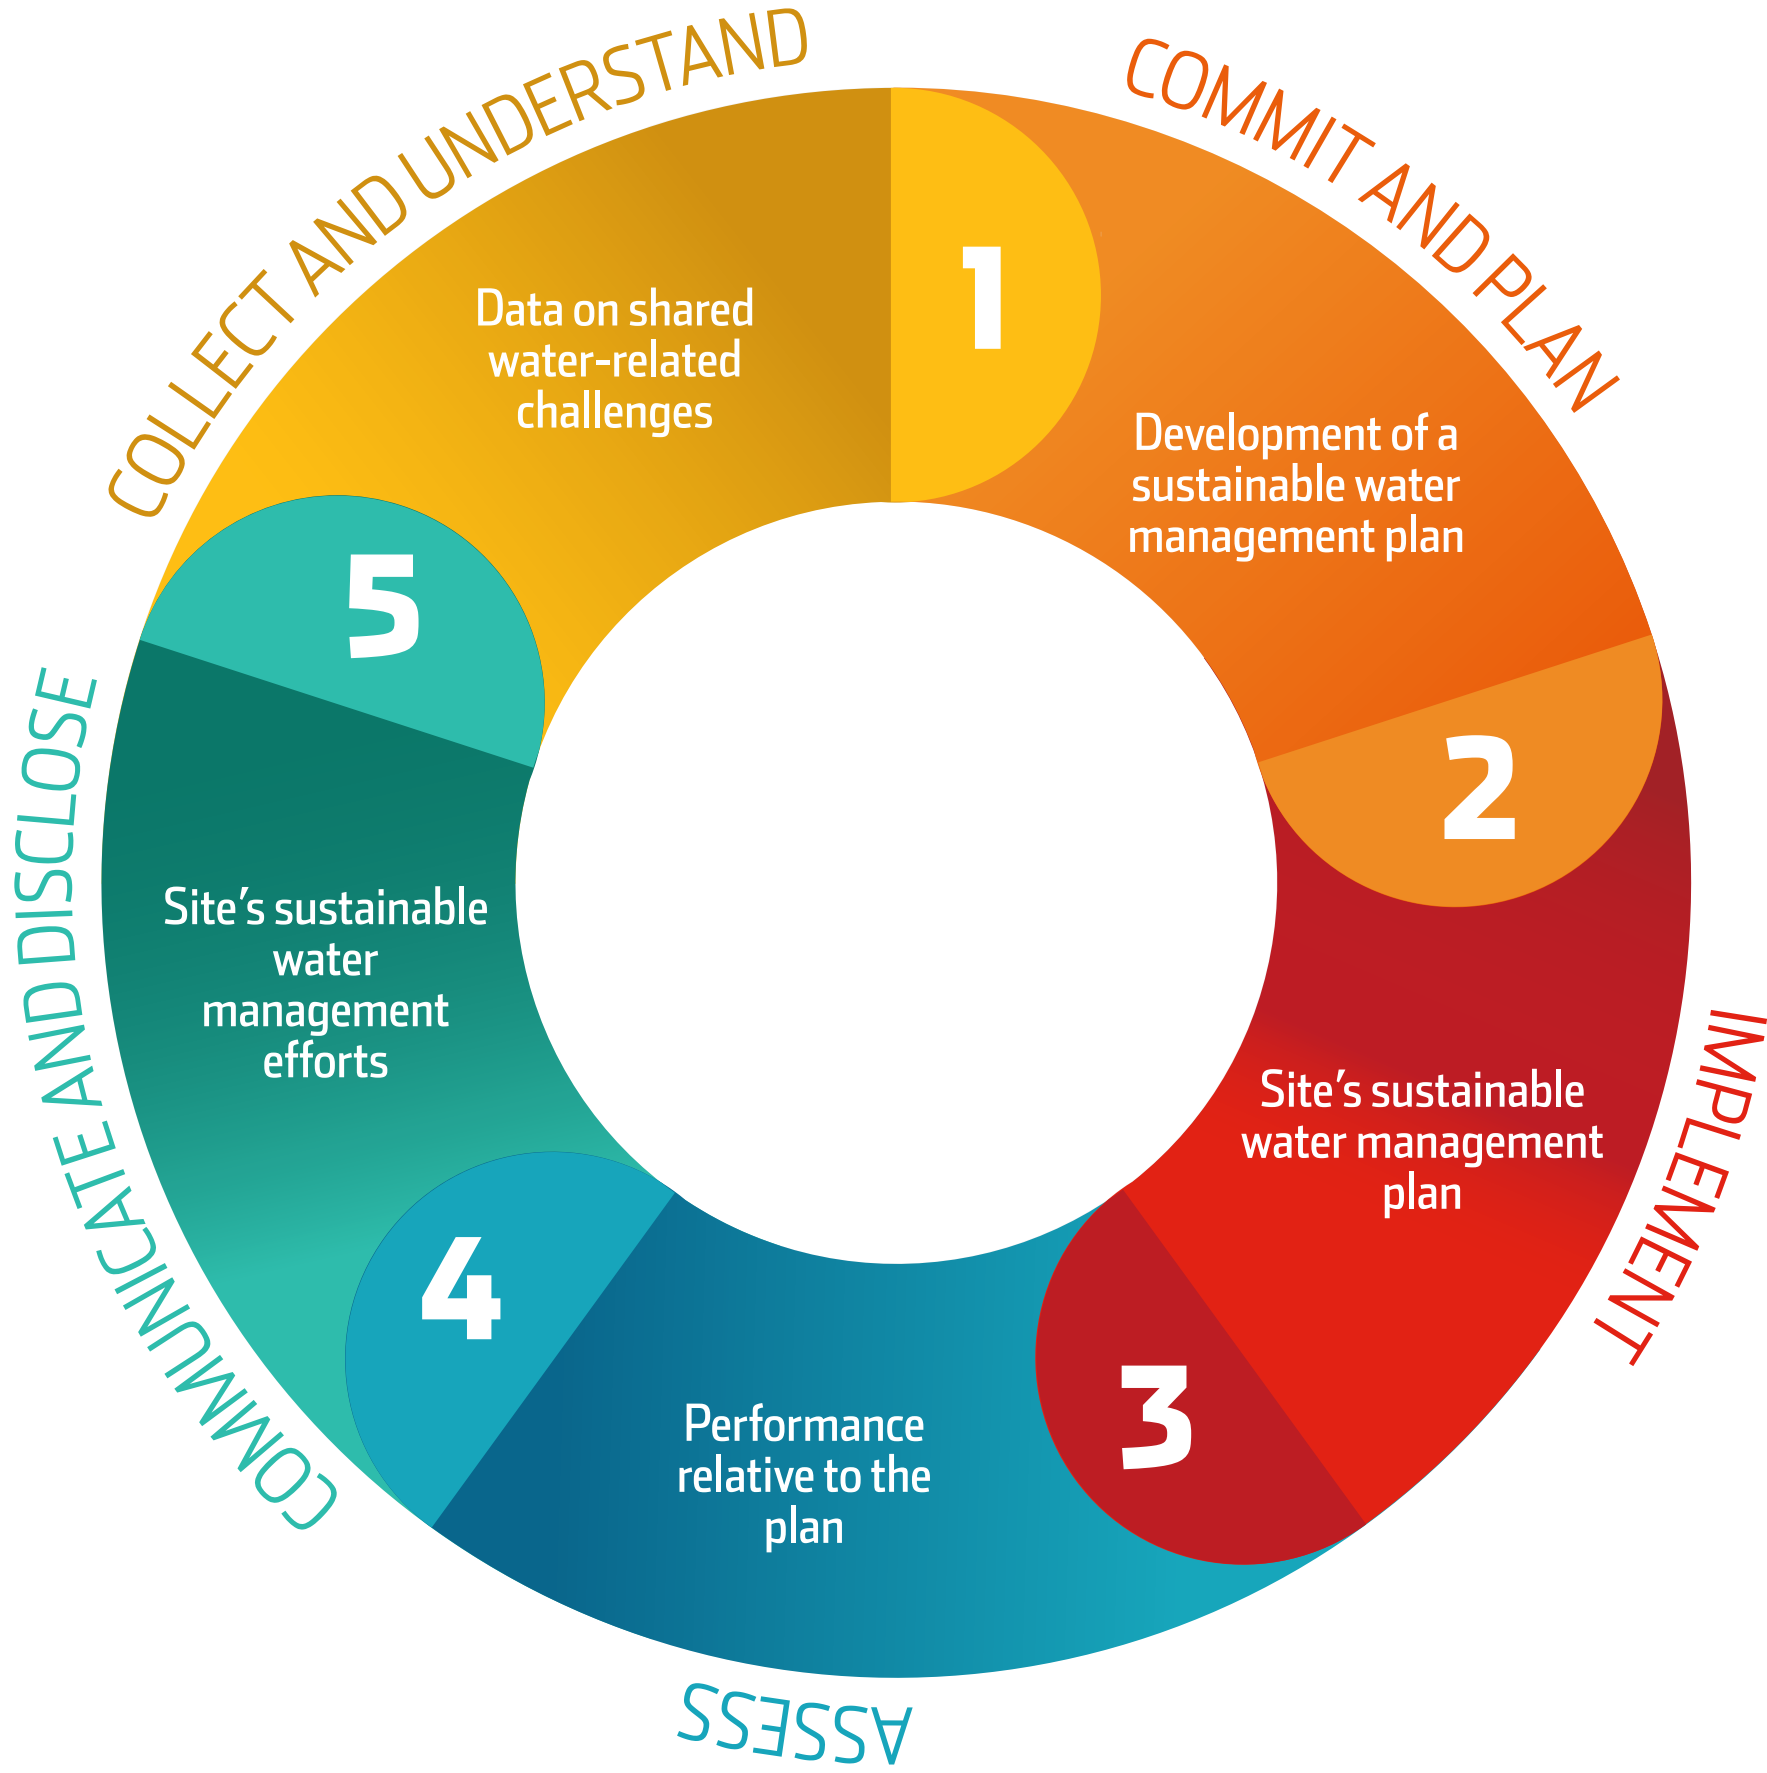 COLLECT AND UNDERSTAND
1
Data on shared
water-related
challenges
COMMIT AND PLAN
2
Development of a
sustainable water
management plan
IMPLEMENT
3
Site’s sustainable
water management
plan
ASSESS
4
Performance
relative to the
plan
COMMUNICATE AND DISCLOSE
5
Site’s sustainable
water
management
efforts